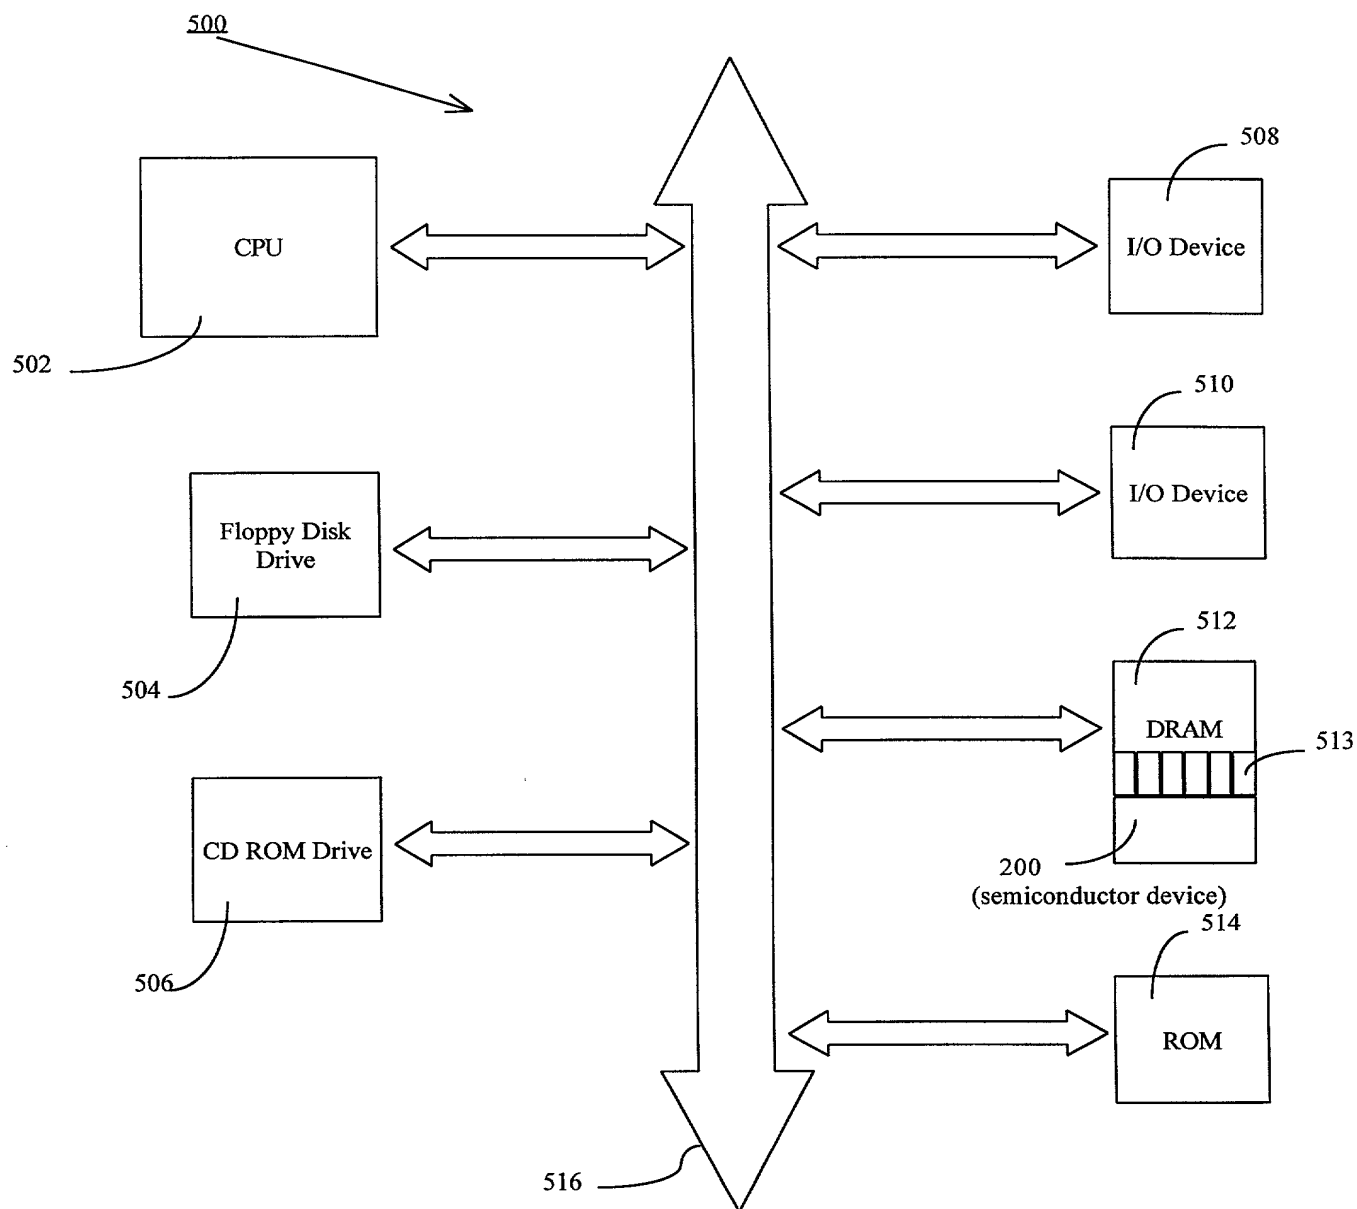 500
508
CPU
I/O Device
502
510
I/O Device
Floppy Disk
Drive
512
504
DRAM
513
CD ROM Drive
200
(semiconductor device)
514
506
ROM
516